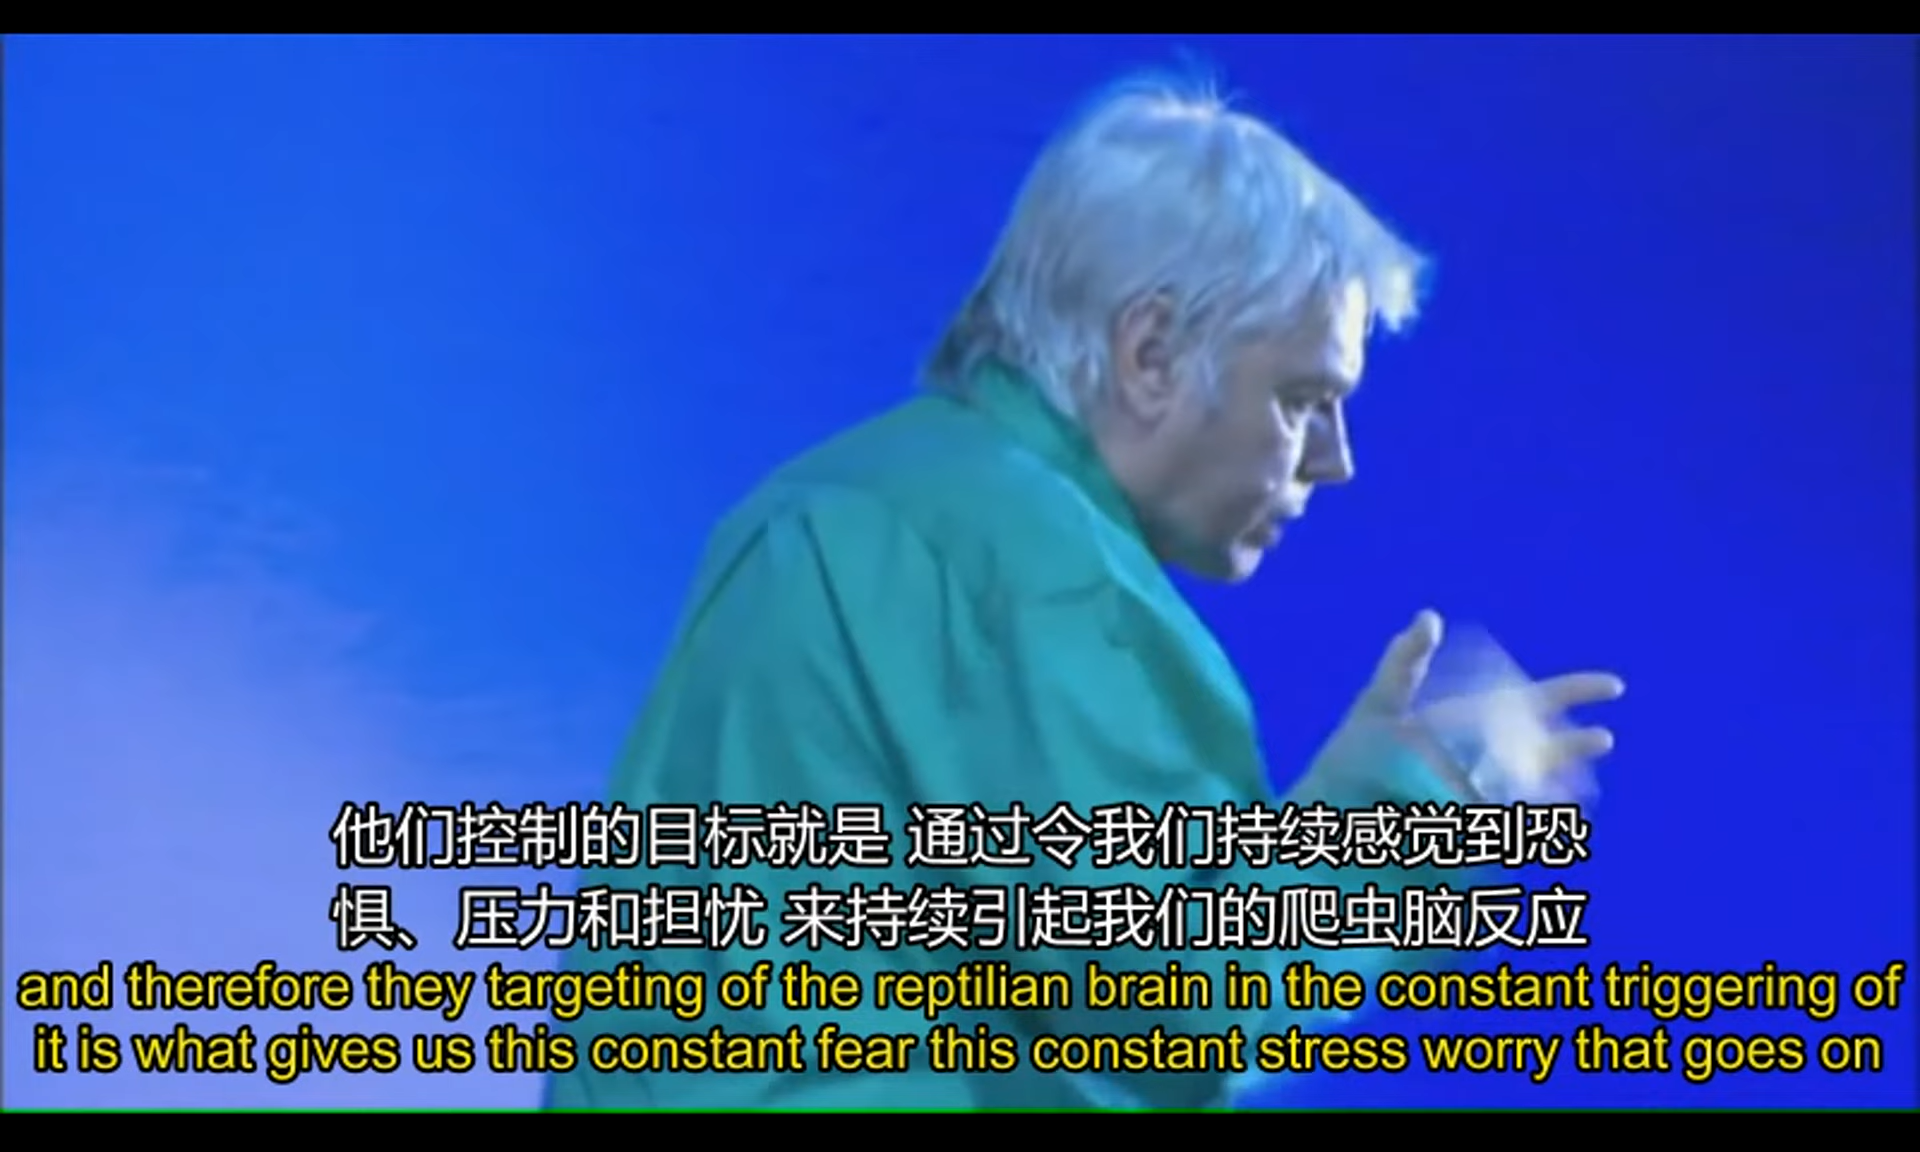 他们控制的目标就是 通过令我们持续感觉到恐
惧、压力和担忧 来持续引起我们的爬虫脑反应
and therefore they targeting of the reptilian brain in the constant triggering of
it is what gives us this constant fear this constant stress worry that goes on